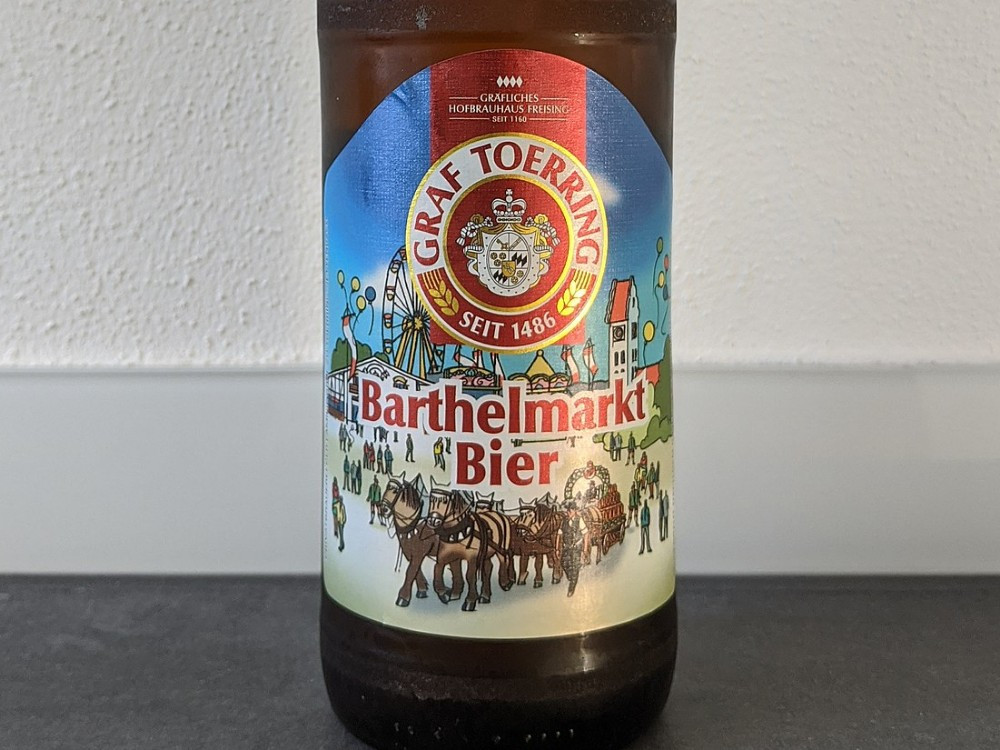 GRÄFLICHES
HOFBRAUHAUS FREISING
SEIT 1160
GRAF TOERRING
SEIT 1486
Barthelmarkt
Bier